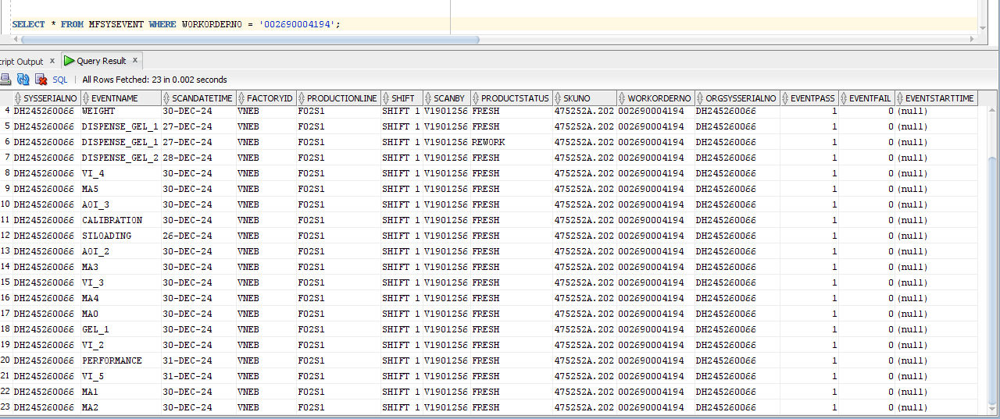 SELECT * FROM MFSYSEVENT WHERE WORKORDERNO = '002690004194';
cript Output x Query Result x
SQL | All Rows Fetched: 23 in 0.002 seconds
SYSSERIALNO EVENTNAME SCANDATETIME FACTORYID PRODUCTIONLINE SHIFT SCANBY PRODUCTSTATUS SKUNO WORKORDERNO ORGSYSSERIALNO EVENTPASS EVENTFAIL EVENTSTARTTIME
4 DH245260066 WEIGHT 30-DEC-24 VNEB F02S1 SHIFT 1 V1901256 FRESH 475252A.202 002690004194 DH245260066 1 0 (null)
5 DH245260066 DISPENSE_GEL_1 27-DEC-24 VNEB F02S1 SHIFT 1 V1901256 FRESH 475252A.202 002690004194 DH245260066 1 0 (null)
6 DH245260066 DISPENSE_GEL_1 27-DEC-24 VNEB F02S1 SHIFT 1 V1901256 REWORK 475252A.202 002690004194 DH245260066 1 0 (null)
7 DH245260066 DISPENSE_GEL_2 28-DEC-24 VNEB F02S1 SHIFT 1 V1901256 FRESH 475252A.202 002690004194 DH245260066 1 0 (null)
8 DH245260066 VI_4 30-DEC-24 VNEB F02S1 SHIFT 1 V1901256 FRESH 475252A.202 002690004194 DH245260066 1 0 (null)
9 DH245260066 MA5 30-DEC-24 VNEB F02S1 SHIFT 1 V1901256 FRESH 475252A.202 002690004194 DH245260066 1 0 (null)
10 DH245260066 AOI_3 30-DEC-24 VNEB F02S1 SHIFT 1 V1901256 FRESH 475252A.202 002690004194 DH245260066 1 0 (null)
11 DH245260066 CALIBRATION 30-DEC-24 VNEB F02S1 SHIFT 1 V1901256 FRESH 475252A.202 002690004194 DH245260066 1 0 (null)
12 DH245260066 SILOADING 26-DEC-24 VNEB F02S1 SHIFT 1 V1901256 FRESH 475252A.202 002690004194 DH245260066 1 0 (null)
13 DH245260066 AOI_2 30-DEC-24 VNEB F02S1 SHIFT 1 V1901256 FRESH 475252A.202 002690004194 DH245260066 1 0 (null)
14 DH245260066 MA3 30-DEC-24 VNEB F02S1 SHIFT 1 V1901256 FRESH 475252A.202 002690004194 DH245260066 1 0 (null)
15 DH245260066 VI_3 30-DEC-24 VNEB F02S1 SHIFT 1 V1901256 FRESH 475252A.202 002690004194 DH245260066 1 0 (null)
16 DH245260066 MA4 30-DEC-24 VNEB F02S1 SHIFT 1 V1901256 FRESH 475252A.202 002690004194 DH245260066 1 0 (null)
17 DH245260066 MA0 30-DEC-24 VNEB F02S1 SHIFT 1 V1901256 FRESH 475252A.202 002690004194 DH245260066 1 0 (null)
18 DH245260066 GEL_1 30-DEC-24 VNEB F02S1 SHIFT 1 V1901256 FRESH 475252A.202 002690004194 DH245260066 1 0 (null)
19 DH245260066 VI_2 30-DEC-24 VNEB F02S1 SHIFT 1 V1901256 FRESH 475252A.202 002690004194 DH245260066 1 0 (null)
20 DH245260066 PERFORMANCE 31-DEC-24 VNEB F02S1 SHIFT 1 V1901256 FRESH 475252A.202 002690004194 DH245260066 1 0 (null)
21 DH245260066 VI_5 31-DEC-24 VNEB F02S1 SHIFT 1 V1901256 FRESH 475252A.202 002690004194 DH245260066 1 0 (null)
22 DH245260066 MA1 30-DEC-24 VNEB F02S1 SHIFT 1 V1901256 FRESH 475252A.202 002690004194 DH245260066 1 0 (null)
23 DH245260066 MA2 30-DEC-24 VNEB F02S1 SHIFT 1 V1901256 FRESH 475252A.202 002690004194 DH245260066 1 0 (null)